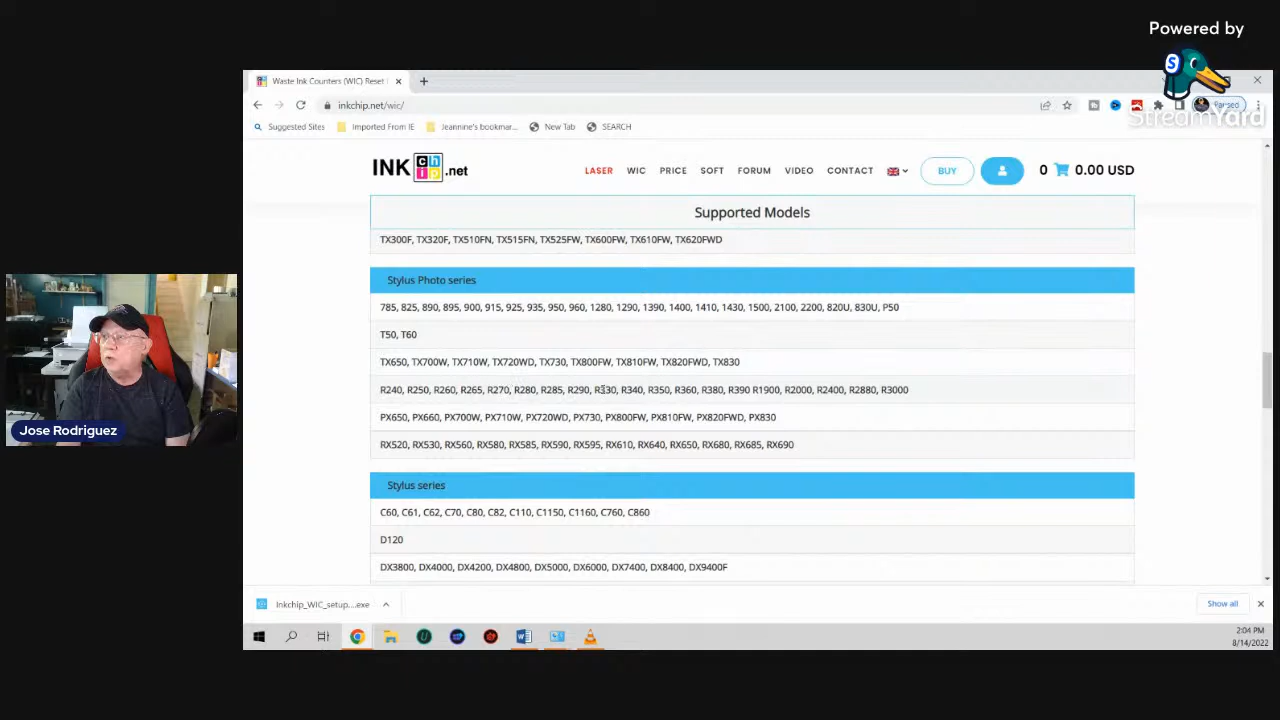 Powered by
S
StreamYard
Waste Ink Counters (WIC) Reset
inkchip.net/wic/
Paused
Suggested Sites
Imported From IE
Jeannine's bookmar...
New Tab
SEARCH
INK chip .net
LASER WIC PRICE SOFT FORUM VIDEO CONTACT
BUY
0 0.00 USD
Supported Models
TX300F, TX320F, TX510FN, TX515FN, TX525FW, TX600FW, TX610FW, TX620FWD
Stylus Photo series
785, 825, 890, 895, 900, 915, 925, 935, 950, 960, 1280, 1290, 1390, 1400, 1410, 1430, 1500, 2100, 2200, 820U, 830U, P50
T50, T60
TX650, TX700W, TX710W, TX720WD, TX730, TX800FW, TX810FW, TX820FWD, TX830
R240, R250, R260, R265, R270, R280, R285, R290, R330, R340, R350, R360, R380, R390 R1900, R2000, R2400, R2880, R3000
PX650, PX660, PX700W, PX710W, PX720WD, PX730, PX800FW, PX810FW, PX820FWD, PX830
RX520, RX530, RX560, RX580, RX585, RX590, RX595, RX610, RX640, RX650, RX680, RX685, RX690
Stylus series
C60, C61, C62, C70, C80, C82, C110, C1150, C1160, C760, C860
D120
DX3800, DX4000, DX4200, DX4800, DX5000, DX6000, DX7400, DX8400, DX9400F
Jose Rodriguez
Inkchip_WIC_setup....exe
Show all
2:04 PM
8/14/2022